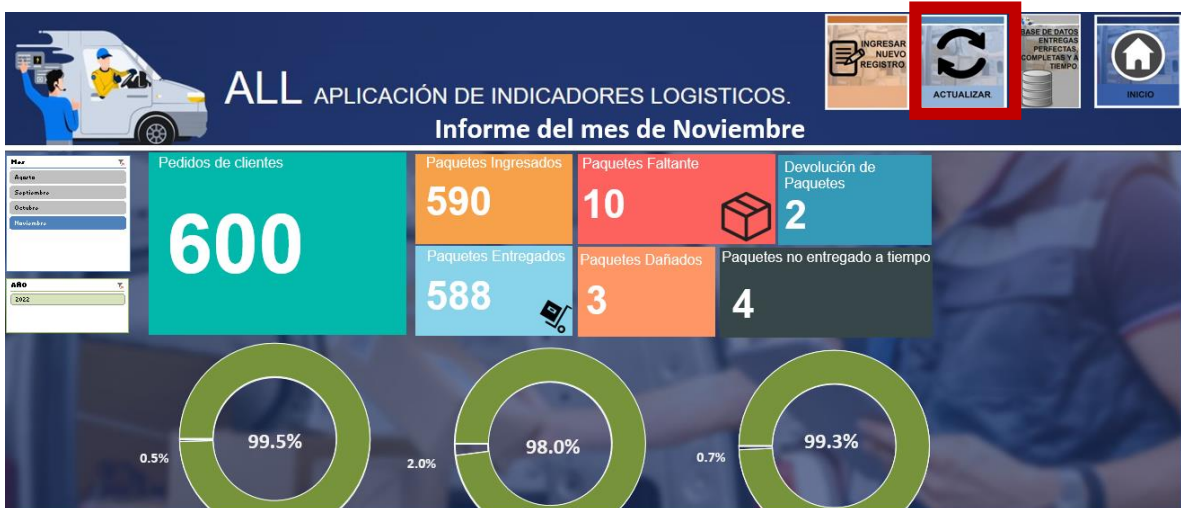 INGRESAR
NUEVO
REGISTRO
ACTUALIZAR.
BASE DE DATOS
ENTREGAS
PERFECTAS,
COMPLETAS Y A
TIEMPO.
INICIO
ALL APLICACIÓN DE INDICADORES LOGISTICOS.
Informe del mes de Noviembre
Mes
Agosto
Septiembre
Octubre
Noviembre
AÑO
2022
Pedidos de clientes
600
Paquetes Ingresados
590
Paquetes Faltante
10
Devolución de
Paquetes
2
Paquetes Entregados
588
Paquetes Dañados
3
Paquetes no entregado a tiempo
4
99.5%
0.5%
98.0%
2.0%
99.3%
0.7%